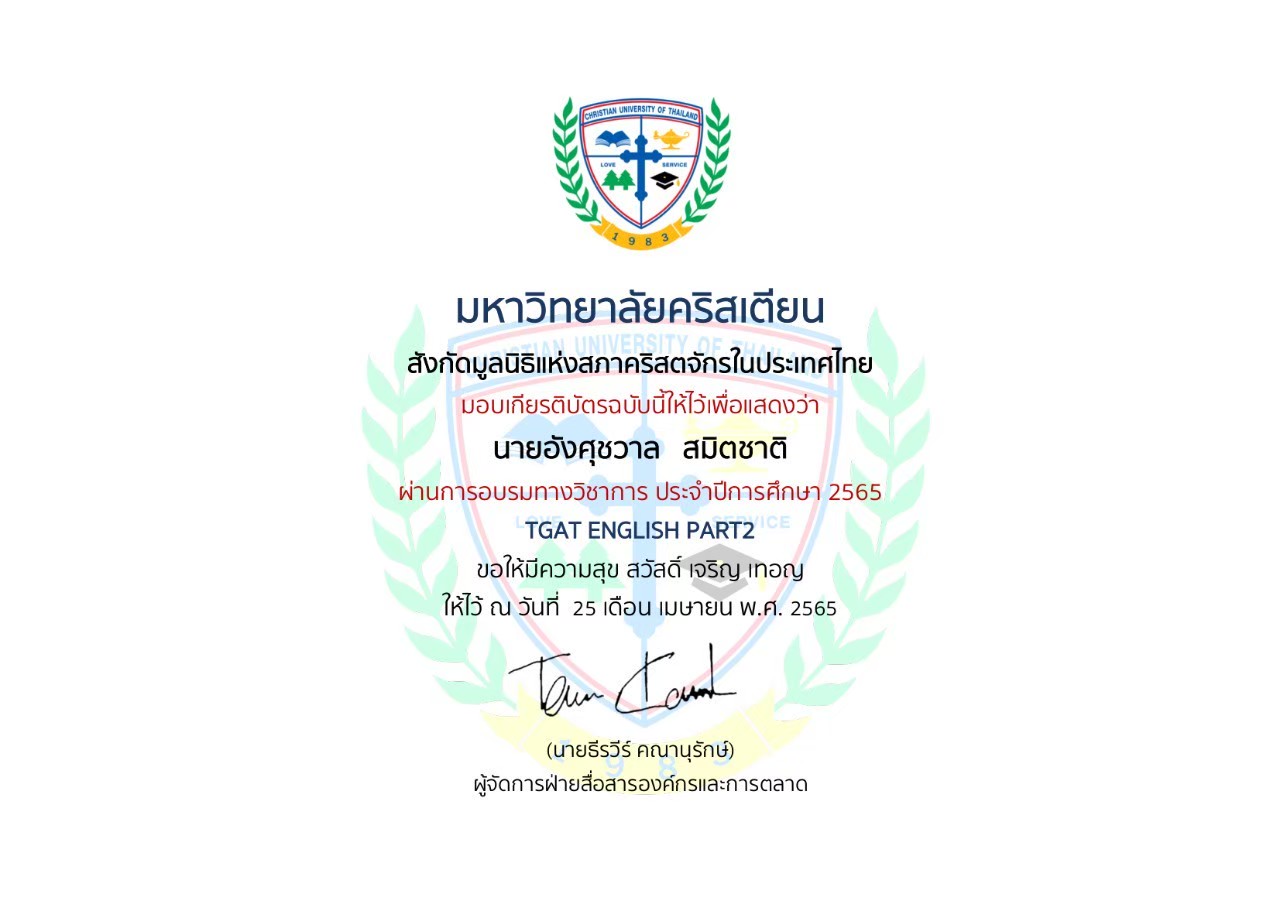 CHRISTIAN UNIVERSITY OF THAILAND
LOVE SERVICE
1983
มหาวิทยาลัยคริสเตียน
CHRISTIAN UNIVERSITY OF THAILAND
สังกัดมูลนิธิแห่งสภาคริสตจักรในประเทศไทย
มอบเกียรติบัตรฉบับนี้ให้ไว้เพื่อแสดงว่า
นายอังศุชวาล สมิตชาติ
ผ่านการอบรมทางวิชาการ ประจำปีการศึกษา 2565
LOVE SERVICE
TGAT ENGLISH PART2
ขอให้มีความสุข สวัสดิ์ เจริญ เทอญ
ให้ไว้ ณ วันที่ 25 เดือน เมษายน พ.ศ. 2565
(นายธีรวีร์ คณานุรักษ์)
1983
ผู้จัดการฝ่ายสื่อสารองค์กรและการตลาด